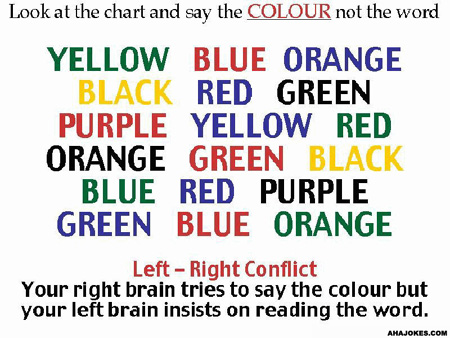 Look at the chart and say the COLOUR not the word
YELLOW BLUE ORANGE
BLACK RED GREEN
PURPLE YELLOW RED
ORANGE GREEN BLACK
BLUE RED PURPLE
GREEN BLUE ORANGE
Left – Right Conflict
Your right brain tries to say the colour but
your left brain insists on reading the word.
AHAJOKES.COM